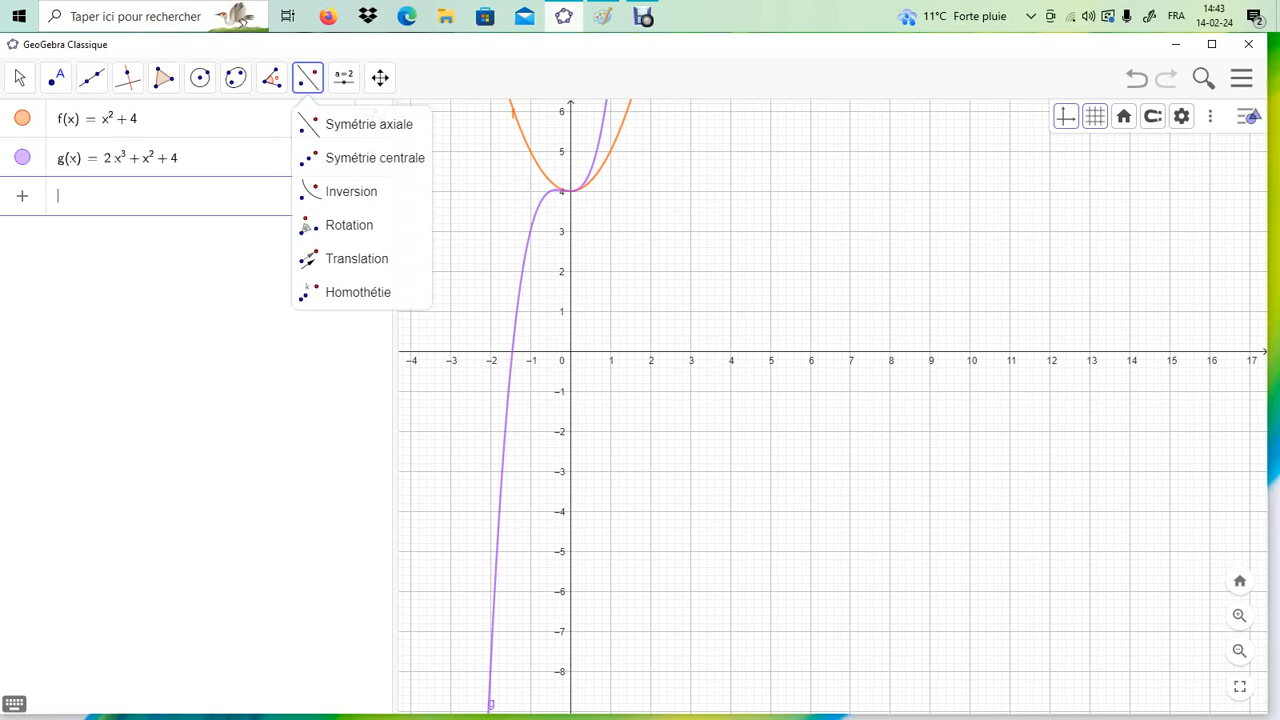 Taper ici pour rechercher
11°C Forte pluie
FRA
14:43
14-02-24
2
GeoGebra Classique
A
a=2
f(x) = x² + 4
g(x) = 2 x³ + x² + 4
Symétrie axiale
Symétrie centrale
Inversion
Rotation
Translation
Homothétie
f
g
6
5
4
3
2
1
0
–1
–2
–3
–4
–5
–6
–7
–8
–4 –3 –2 –1 0 1 2 3 4 5 6 7 8 9 10 11 12 13 14 15 16 17